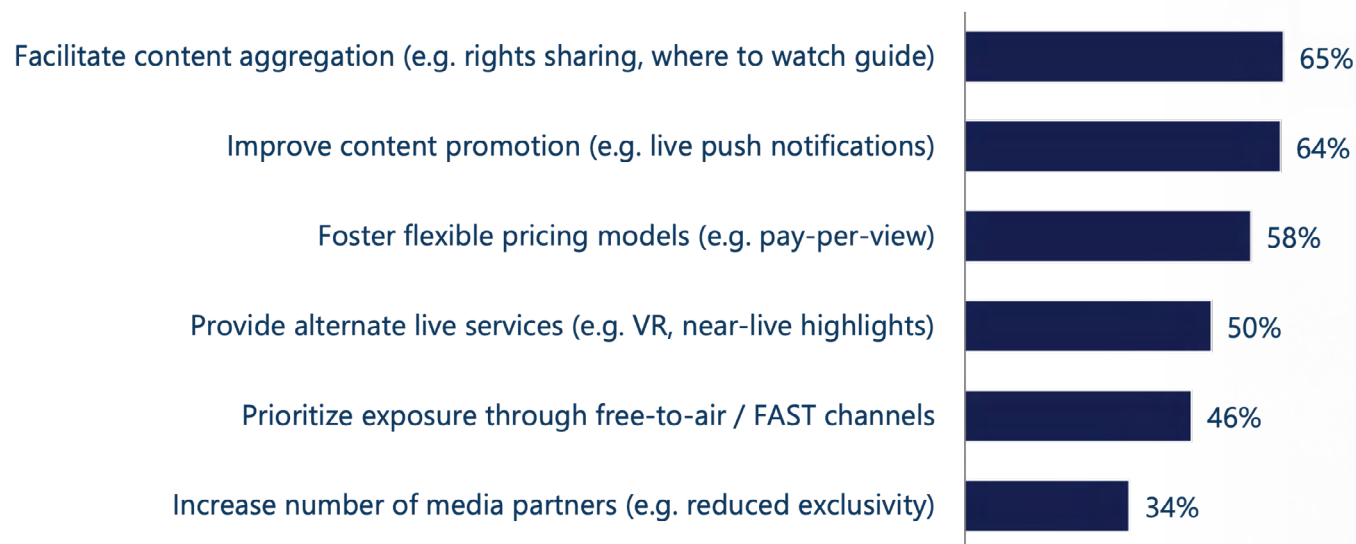 Facilitate content aggregation (e.g. rights sharing, where to watch guide) 65%
Improve content promotion (e.g. live push notifications) 64%
Foster flexible pricing models (e.g. pay-per-view) 58%
Provide alternate live services (e.g. VR, near-live highlights) 50%
Prioritize exposure through free-to-air / FAST channels 46%
Increase number of media partners (e.g. reduced exclusivity) 34%